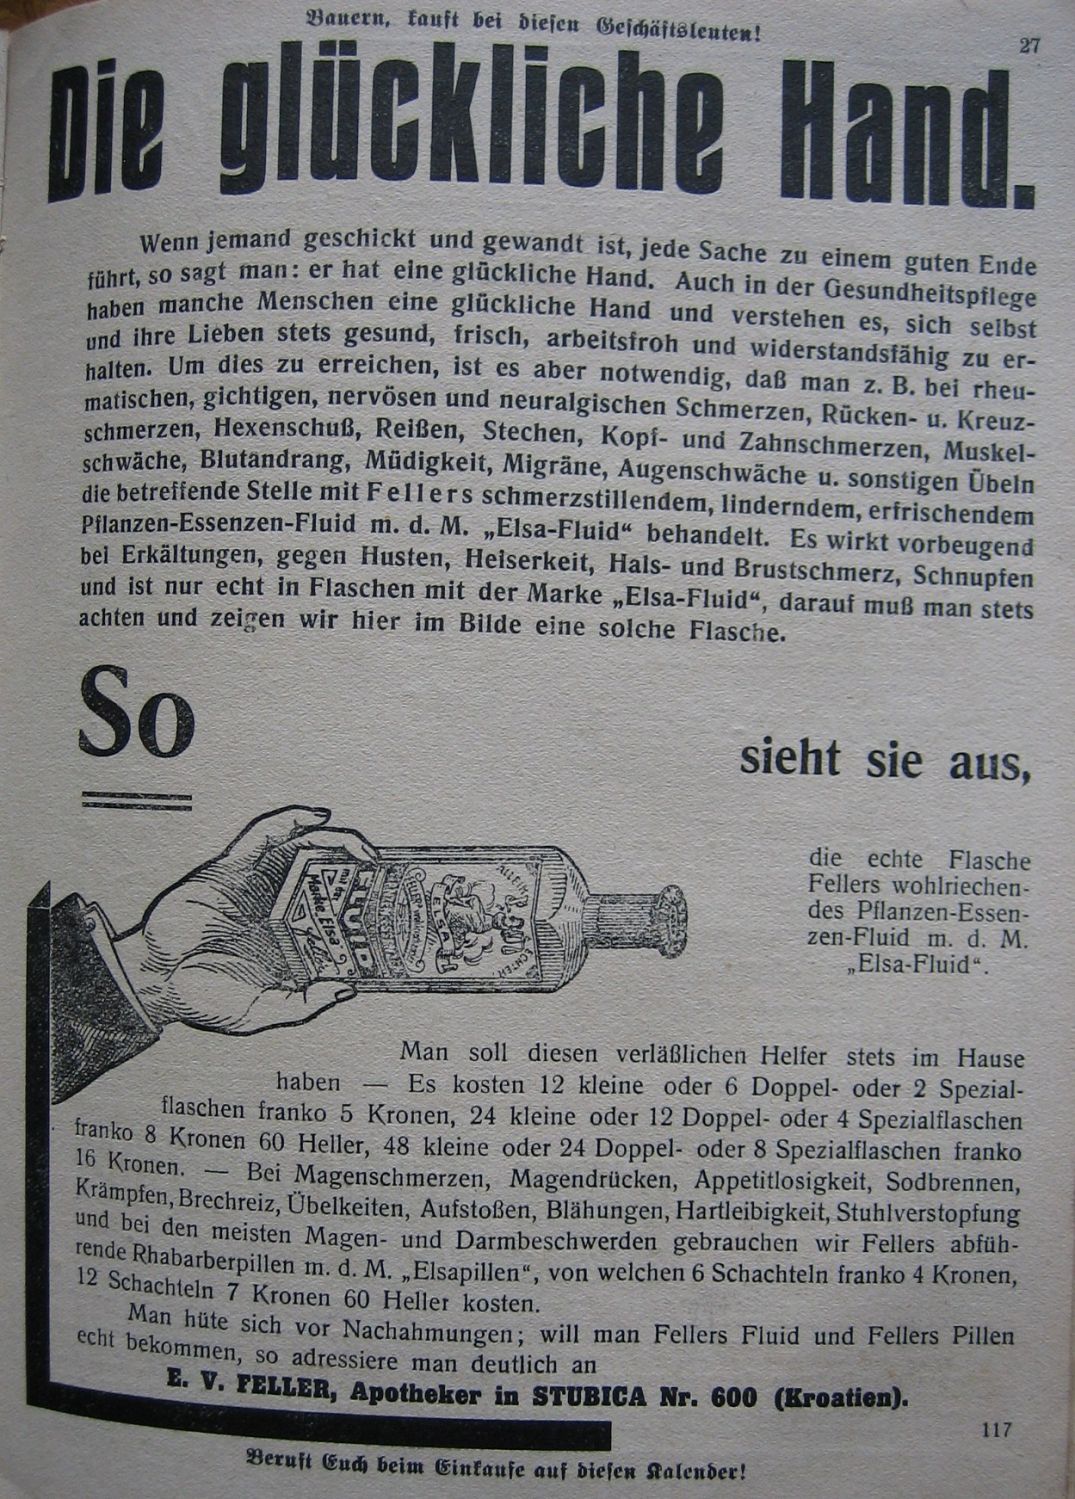 Bauern, kauft bei diesen Geschäftsleuten!
27
Die glückliche Hand.
Wenn jemand geschickt und gewandt ist, jede Sache zu einem guten Ende
führt, so sagt man: er hat eine glückliche Hand. Auch in der Gesundheitspflege
haben manche Menschen eine glückliche Hand und verstehen es, sich selbst
und ihre Lieben stets gesund, frisch, arbeitsfroh und widerstandsfähig zu er-
halten. Um dies zu erreichen, ist es aber notwendig, daß man z. B. bei rheu-
matischen, gichtigen, nervösen und neuralgischen Schmerzen, Rücken- u. Kreuz-
schmerzen, Hexenschuß, Reißen, Stechen, Kopf- und Zahnschmerzen, Muskel-
schwäche, Blutandrang, Müdigkeit, Migräne, Augenschwäche u. sonstigen Übeln
die betreffende Stelle mit Fellers schmerzstillendem, linderndem, erfrischendem
Pflanzen-Essenzen-Fluid m. d. M. „Elsa-Fluid“ behandelt. Es wirkt vorbeugend
bei Erkältungen, gegen Husten, Heiserkeit, Hals- und Brustschmerz, Schnupfen
und ist nur echt in Flaschen mit der Marke „Elsa-Fluid“, darauf muß man stets
achten und zeigen wir hier im Bilde eine solche Flasche.
So
sieht sie aus,
die echte Flasche
Fellers wohlriechen-
des Pflanzen-Essen-
zen-Fluid m. d. M.
„Elsa-Fluid“.
mit der
Marke „Elsa“
Feller
FLUID
ELSA
ALLEIN
ACHTER
Man soll diesen verläßlichen Helfer stets im Hause
haben — Es kosten 12 kleine oder 6 Doppel- oder 2 Spezial-
flaschen franko 5 Kronen, 24 kleine oder 12 Doppel- oder 4 Spezialflaschen
franko 8 Kronen 60 Heller, 48 kleine oder 24 Doppel- oder 8 Spezialflaschen franko
16 Kronen. — Bei Magenschmerzen, Magendrücken, Appetitlosigkeit, Sodbrennen,
Krämpfen, Brechreiz, Übelkeiten, Aufstoßen, Blähungen, Hartleibigkeit, Stuhlverstopfung
und bei den meisten Magen- und Darmbeschwerden gebrauchen wir Fellers abfüh-
rende Rhabarberpillen m. d. M. „Elsapillen“, von welchen 6 Schachteln franko 4 Kronen,
12 Schachteln 7 Kronen 60 Heller kosten.
Man hüte sich vor Nachahmungen; will man Fellers Fluid und Fellers Pillen
echt bekommen, so adressiere man deutlich an
E. V. FELLER, Apotheker in STUBICA Nr. 600 (Kroatien).
117
Beruft Euch beim Einkaufe auf diesen Kalender!